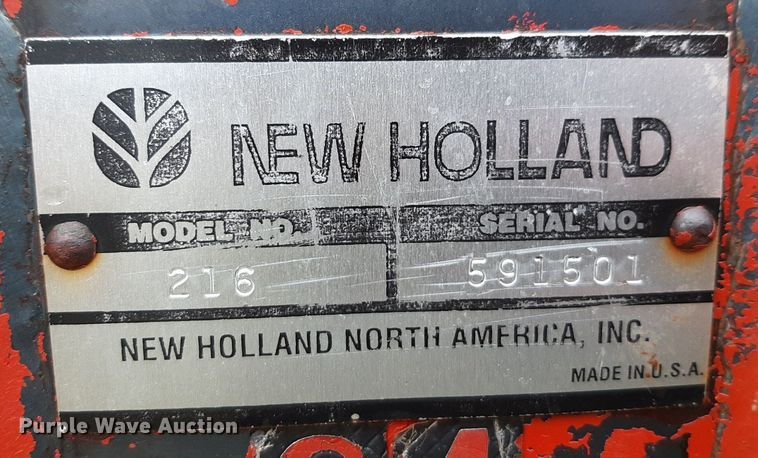 NEW HOLLAND
MODEL NO. SERIAL NO.
216 591501
NEW HOLLAND NORTH AMERICA, INC.
MADE IN U.S.A.
Purple Wave Auction